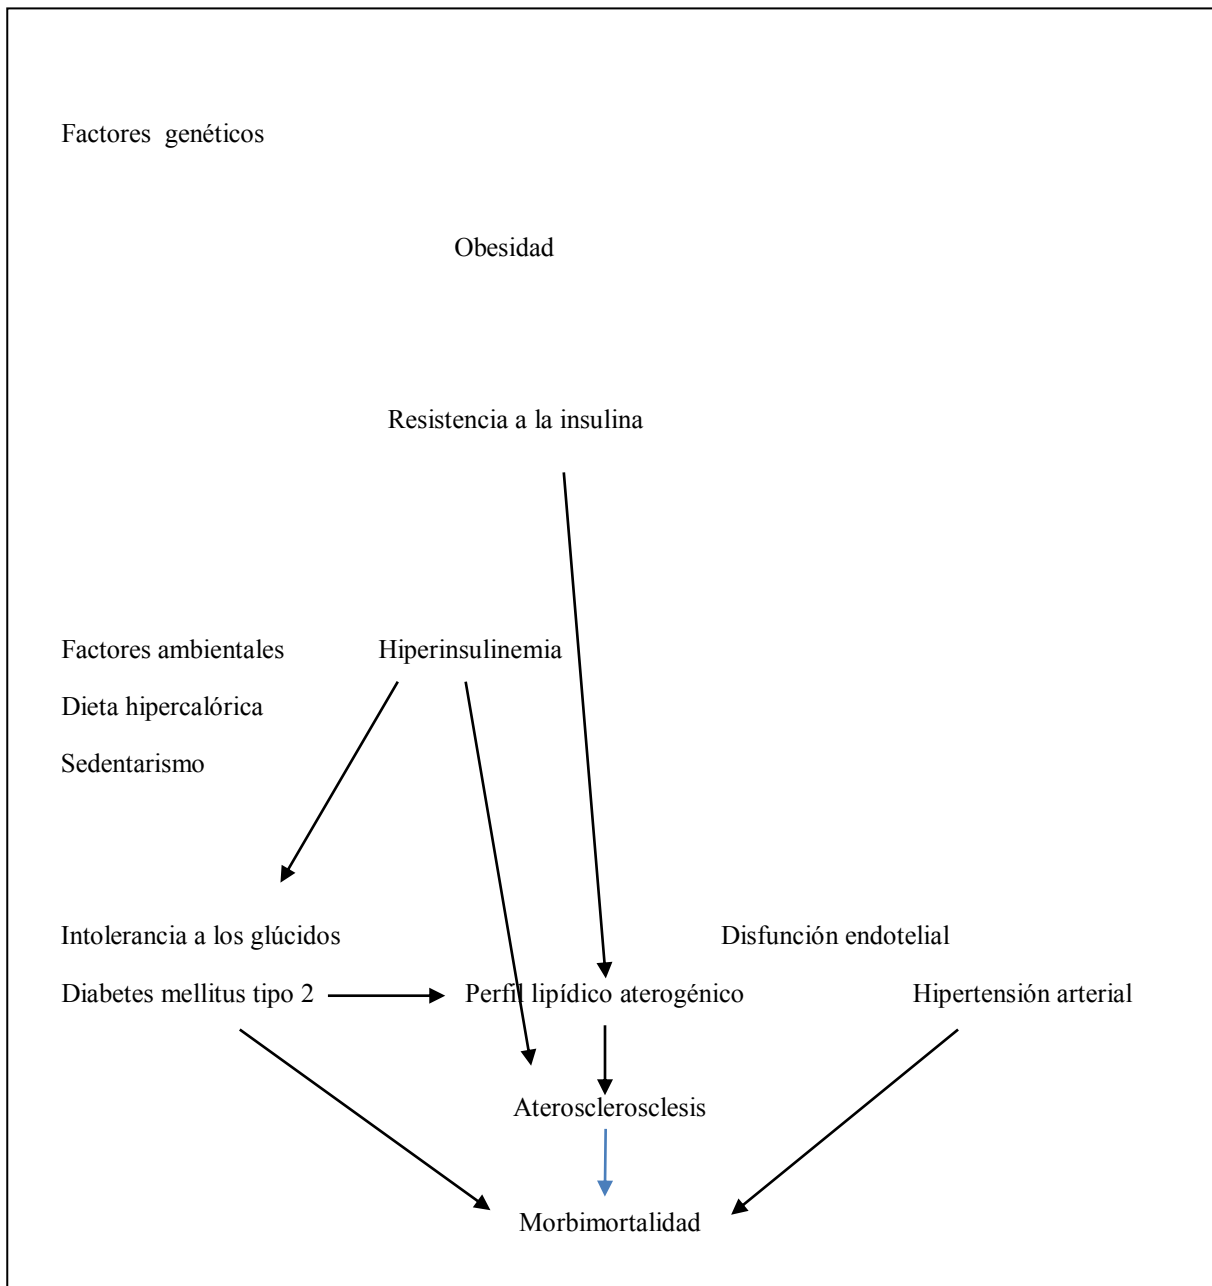 Factores genéticos
Obesidad
Resistencia a la insulina
Factores ambientales
Hiperinsulinemia
Dieta hipercalórica
Sedentarismo
Intolerancia a los glúcidos
Disfunción endotelial
Diabetes mellitus tipo 2
Perfil lipídico aterogénico
Hipertensión arterial
Aterosclerosclesis
Morbimortalidad